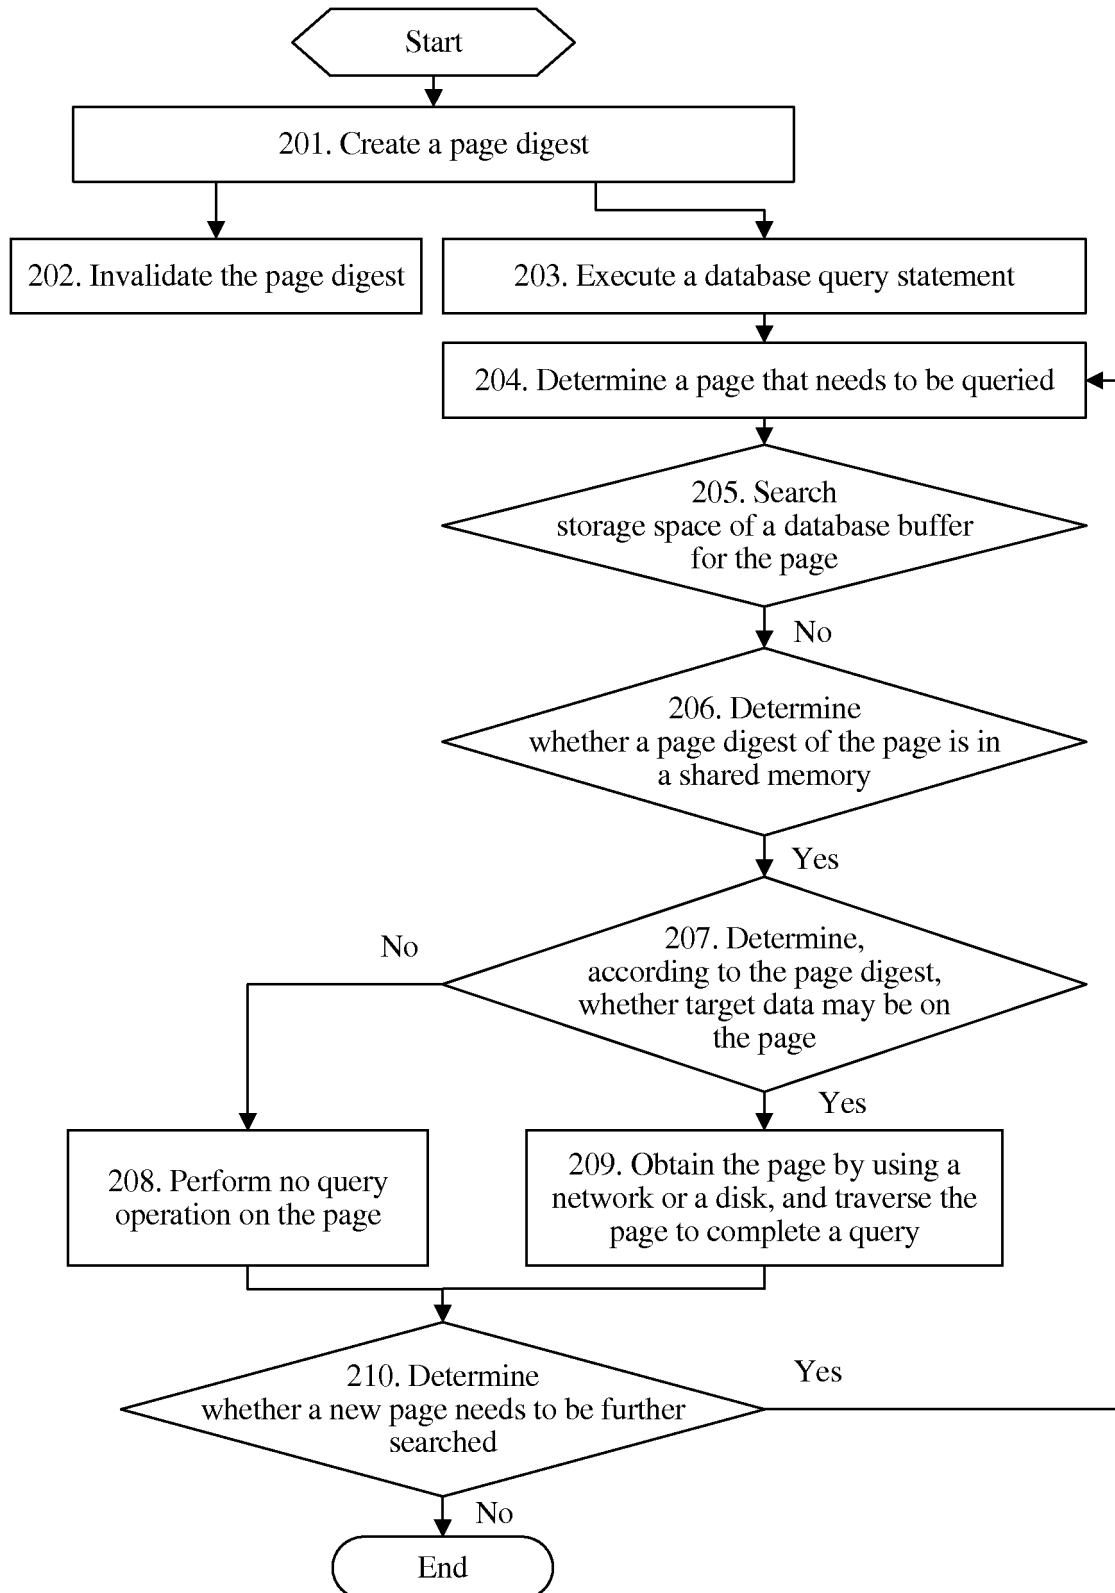 Start
201. Create a page digest
202. Invalidate the page digest
203. Execute a database query statement
204. Determine a page that needs to be queried
205. Search
storage space of a database buffer
for the page
No
206. Determine
whether a page digest of the page is in
a shared memory
Yes
No
207. Determine,
according to the page digest,
whether target data may be on
the page
Yes
208. Perform no query
operation on the page
209. Obtain the page by using a
network or a disk, and traverse the
page to complete a query
210. Determine
whether a new page needs to be further
searched
Yes
No
End